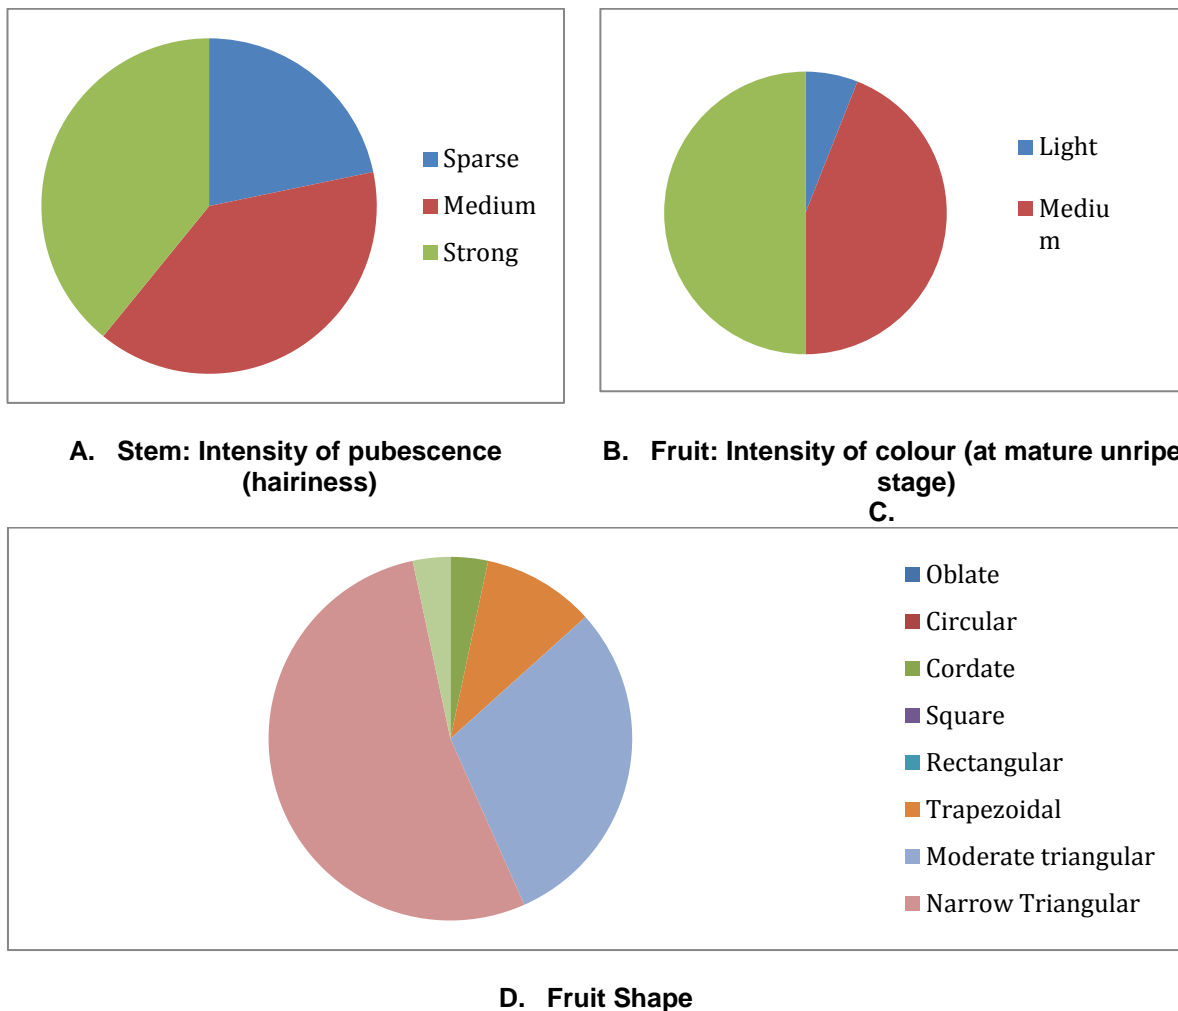 Sparse
Medium
Strong
Light
Mediu
m
A. Stem: Intensity of pubescence
(hairiness)
B. Fruit: Intensity of colour (at mature unripe
stage)
C.
Oblate
Circular
Cordate
Square
Rectangular
Trapezoidal
Moderate triangular
Narrow Triangular
D. Fruit Shape